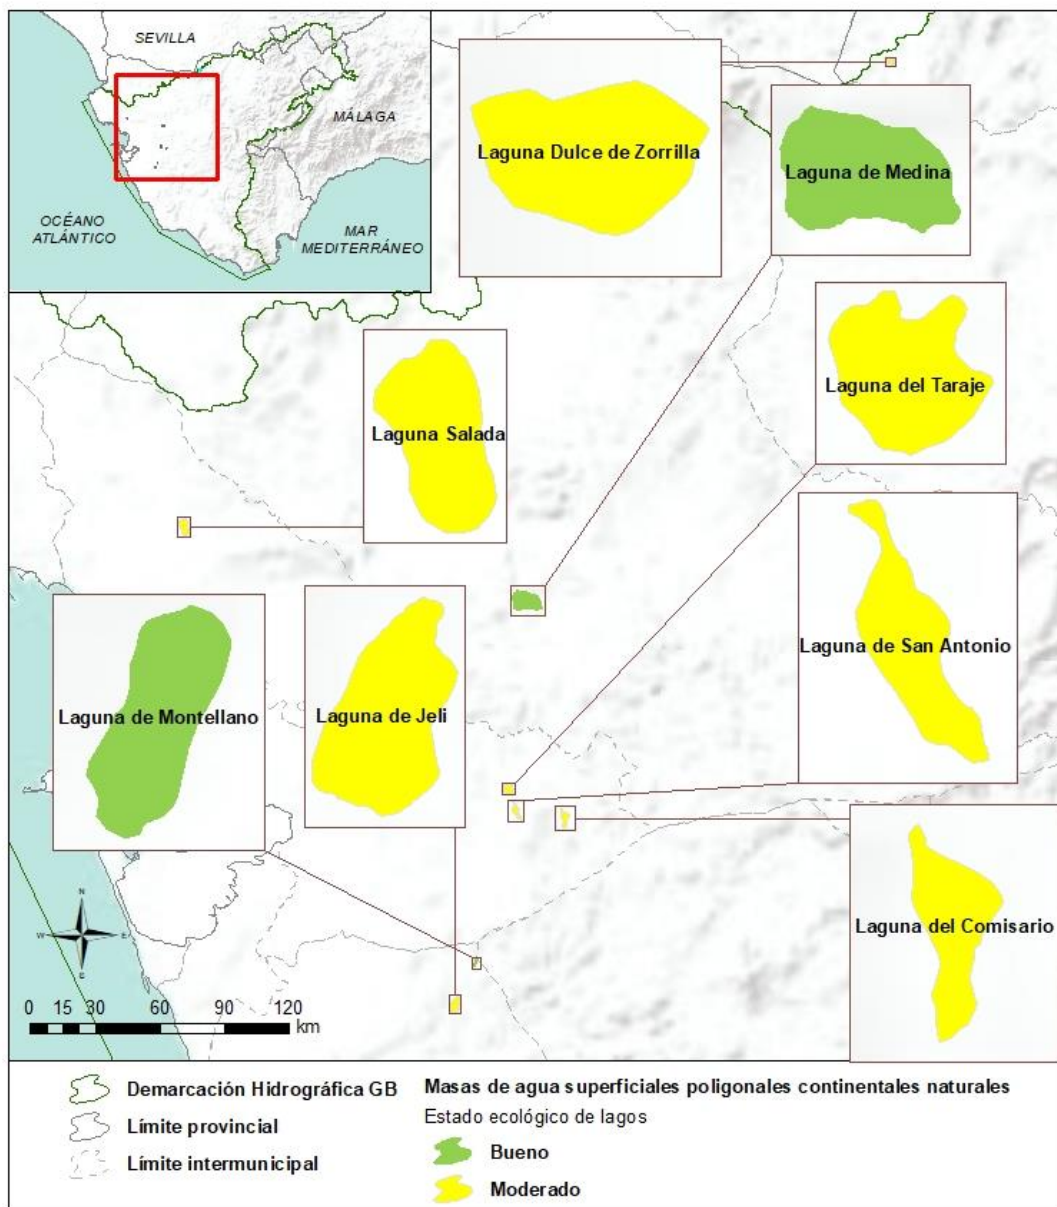 SEVILLA
MÁLAGA
OCÉANO
ATLÁNTICO
MAR
MEDITERRÁNEO
Laguna Dulce de Zorrilla
Laguna de Medina
Laguna del Taraje
Laguna Salada
Laguna de San Antonio
Laguna de Montellano
Laguna de Jeli
Laguna del Comisario
N
W
E
S
0 15 30 60 90 120
km
Demarcación Hidrográfica GB
Límite provincial
Límite intermunicipal
Masas de agua superficiales poligonales continentales naturales
Estado ecológico de lagos
Bueno
Moderado